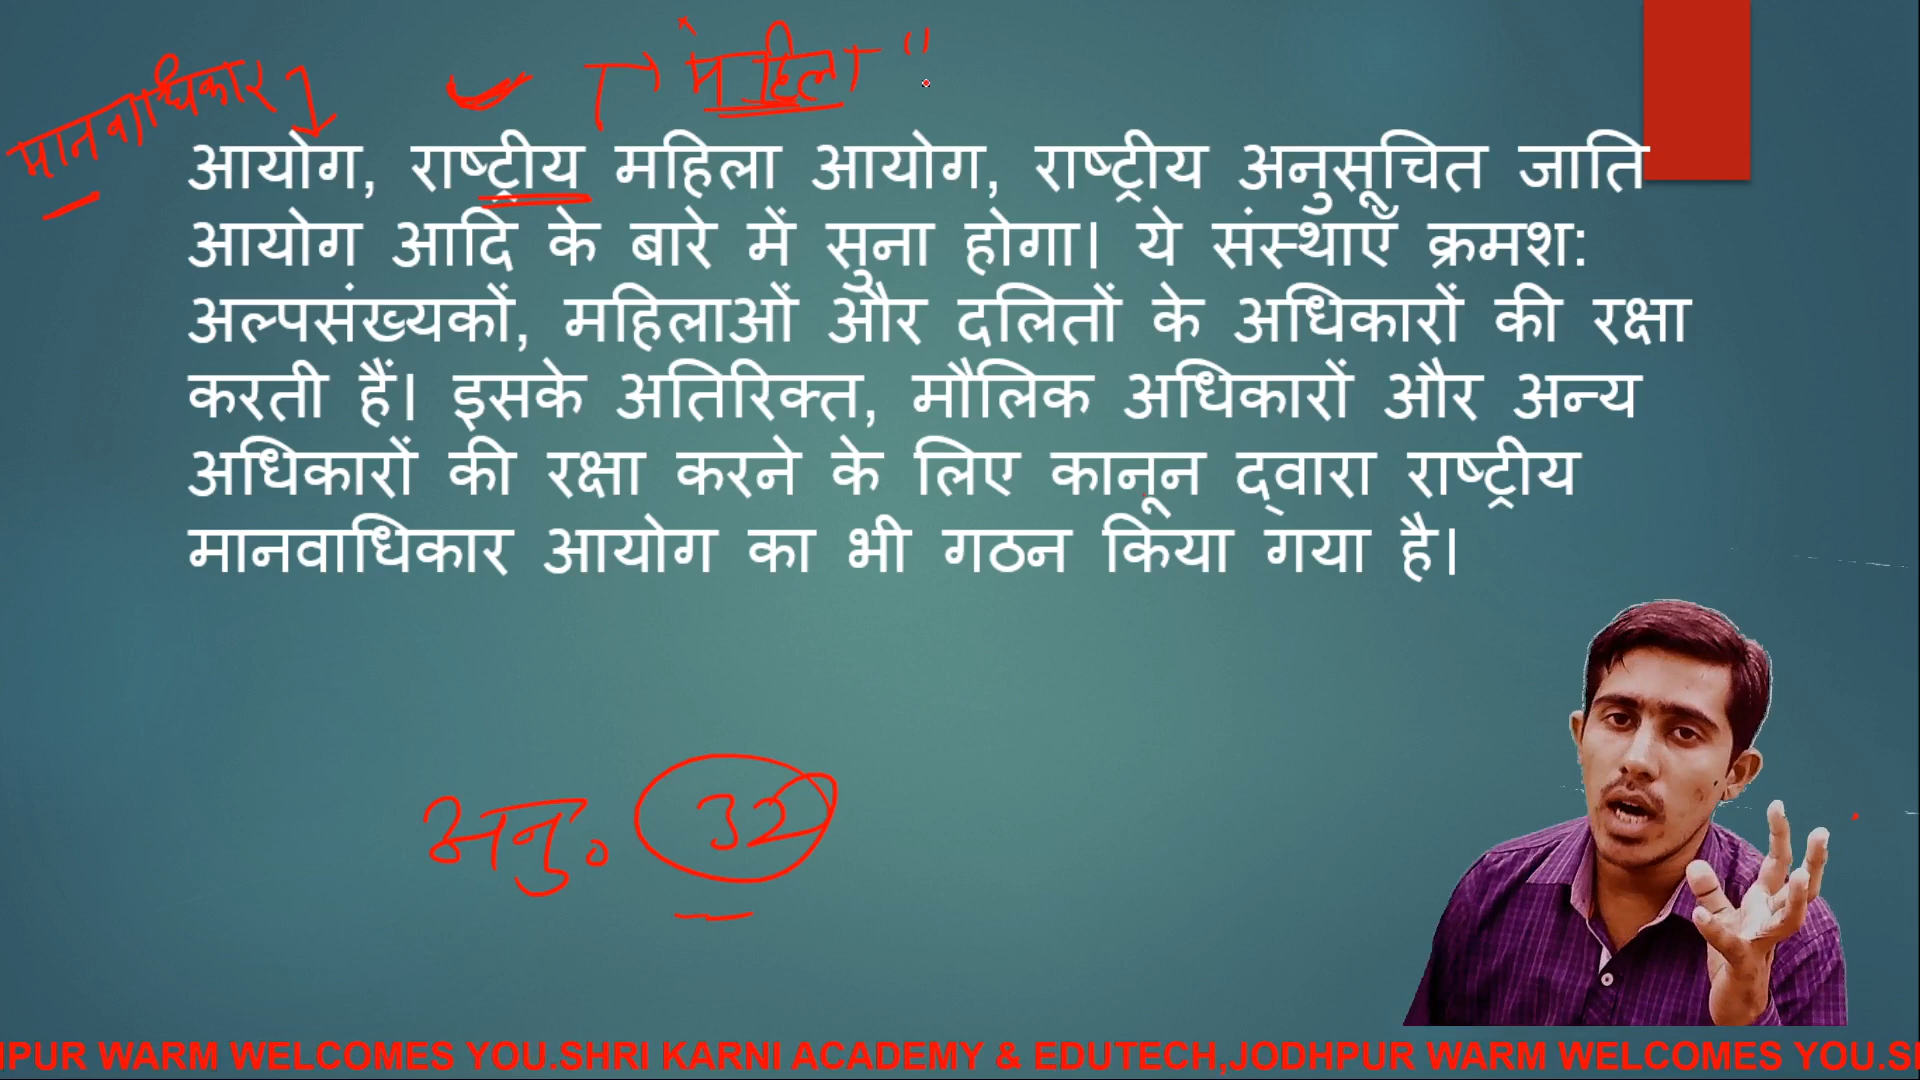 मानवाधिकार
महिला "
आयोग, राष्ट्रीय महिला आयोग, राष्ट्रीय अनुसूचित जाति
आयोग आदि के बारे में सुना होगा। ये संस्थाएँ क्रमश:
अल्पसंख्यकों, महिलाओं और दलितों के अधिकारों की रक्षा
करती हैं। इसके अतिरिक्त, मौलिक अधिकारों और अन्य
अधिकारों की रक्षा करने के लिए कानून द्वारा राष्ट्रीय
मानवाधिकार आयोग का भी गठन किया गया है।
अनु. 32
HPUR WARM WELCOMES YOU.SHRI KARNI ACADEMY & EDUTECH,JODHPUR WARM WELCOMES YOU.S